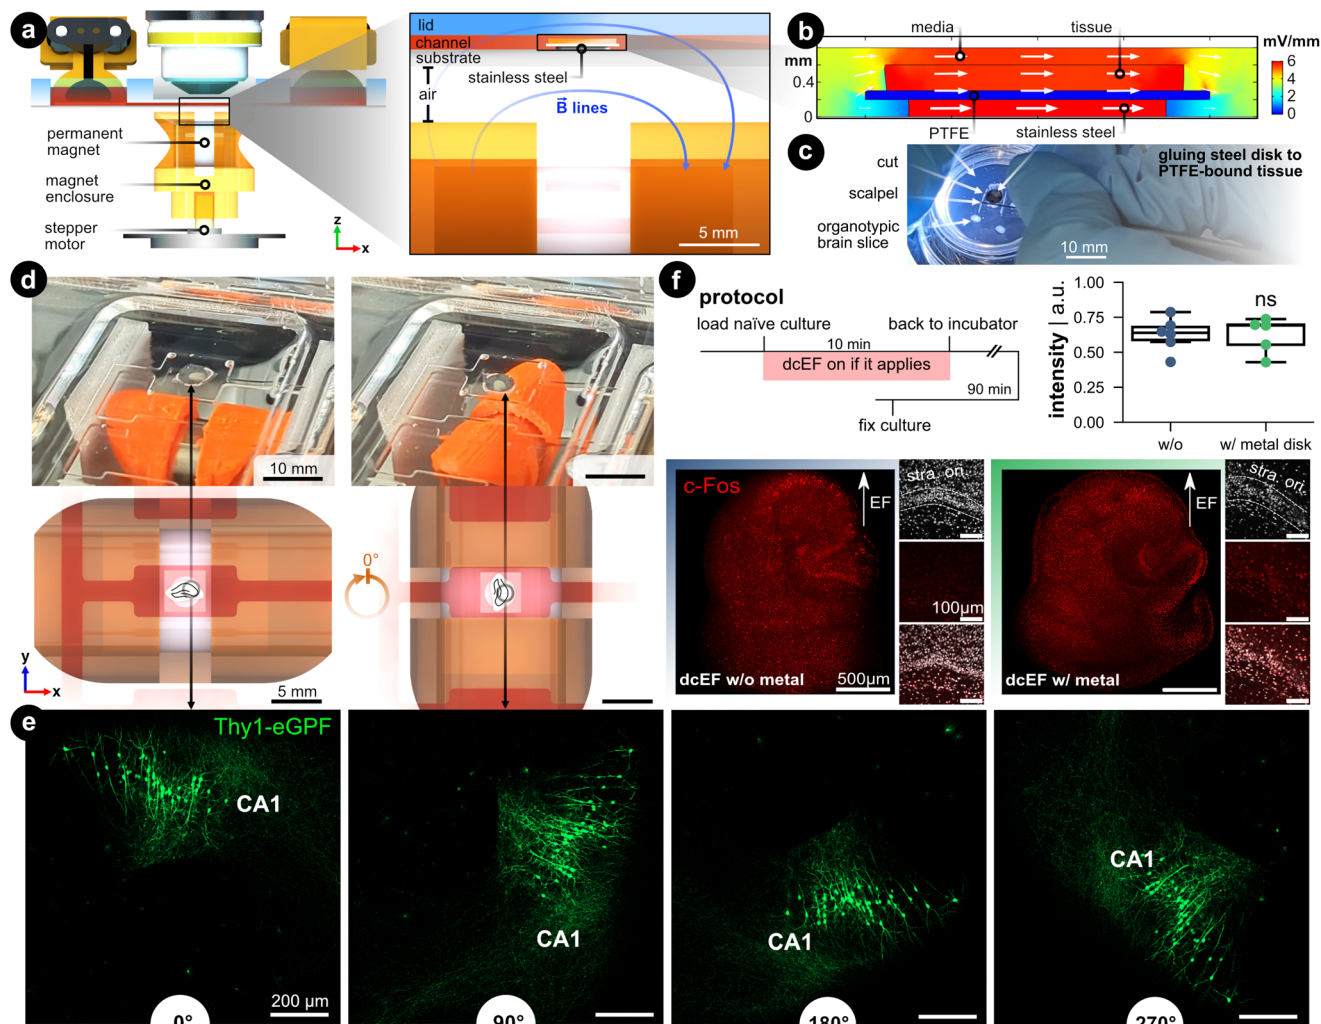 a
permanent
magnet
magnet
enclosure
stepper
motor
z
x
lid
channel
substrate
stainless steel
air
B lines
5 mm
b
media
tissue
mm
0.4
0
PTFE
stainless steel
mV/mm
6
4
2
0
c
cut
scalpel
organotypic
brain slice
gluing steel disk to
PTFE-bound tissue
10 mm
d
10 mm
0°
y
x
5 mm
f
protocol
load naïve culture
back to incubator
10 min
dcEF on if it applies
90 min
fix culture
intensity | a.u.
1.00
0.75
0.50
0.25
0.00
ns
w/o
w/ metal disk
c-Fos
EF
dcEF w/o metal
500µm
stra. ori.
100µm
EF
dcEF w/ metal
stra. ori.
e
Thy1-eGPF
CA1
200 µm
0°
CA1
90°
CA1
180°
CA1
270°